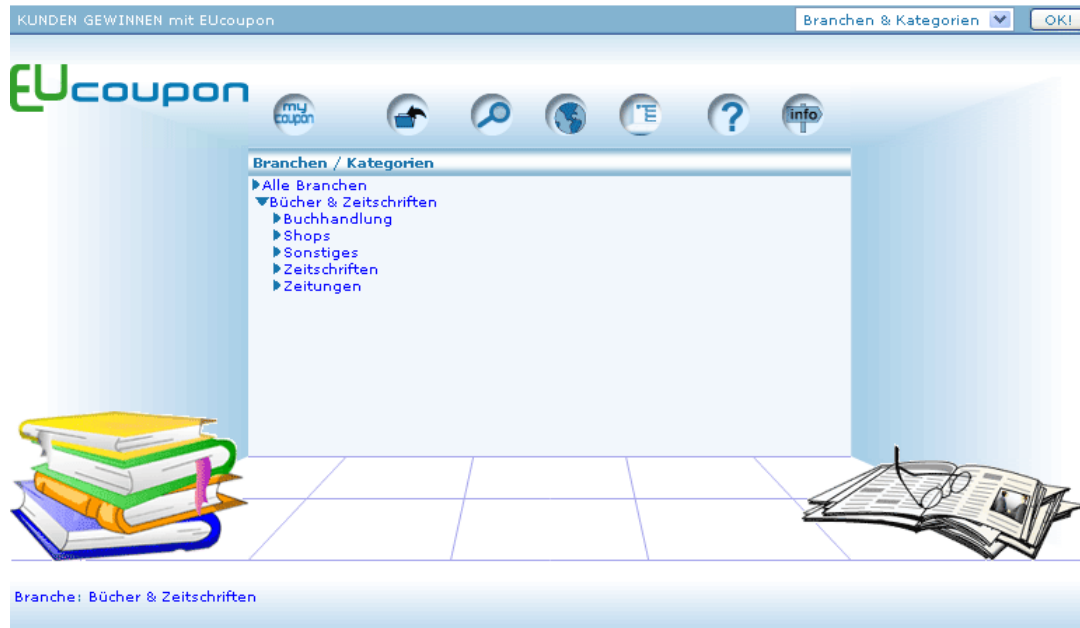 KUNDEN GEWINNEN mit EUcoupon
Branchen & Kategorien
OK!
EUcoupon
my coupon
info
Branchen / Kategorien
Alle Branchen
Bücher & Zeitschriften
Buchhandlung
Shops
Sonstiges
Zeitschriften
Zeitungen
Branche: Bücher & Zeitschriften